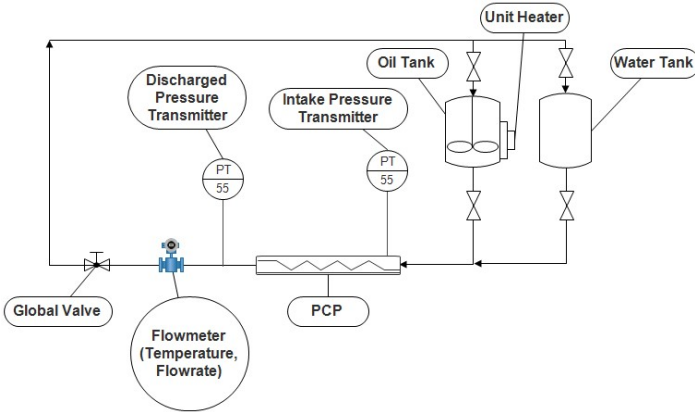 Unit Heater
Oil Tank
Water Tank
Discharged
Pressure
Transmitter
Intake Pressure
Transmitter
PT
55
PT
55
Global Valve
PCP
Flowmeter
(Temperature,
Flowrate)